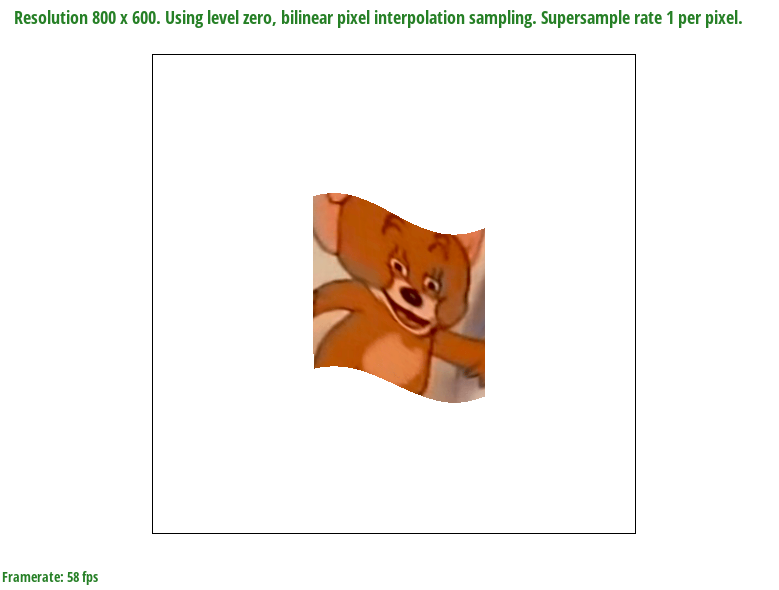 Resolution 800 x 600. Using level zero, bilinear pixel interpolation sampling. Supersample rate 1 per pixel.
Framerate: 58 fps